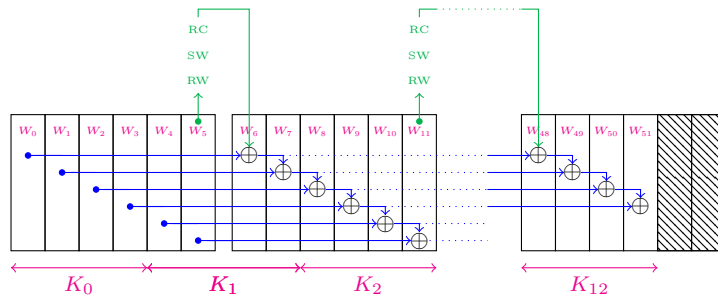 RC RC
SW SW
RW RW
W₀ W₁ W₂ W₃ W₄ W₅ W₆ W₇ W₈ W₉ W₁₀ W₁₁ W₄₈ W₄₉ W₅₀ W₅₁
K₀ K₁ K₂ K₁₂